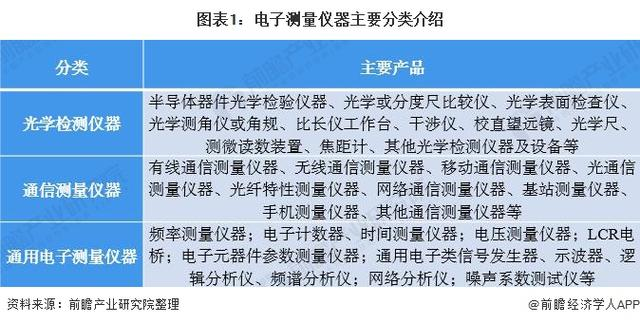 图表1：电子测量仪器主要分类介绍
分类
主要产品
光学检测仪器
半导体器件光学检验仪器、光学或分度尺比较仪、光学表面检查仪、
光学测角仪或角规、比长仪工作台、干涉仪、校直望远镜、光学尺、
测微读数装置、焦距计、其他光学检测仪器及设备等
通信测量仪器
有线通信测量仪器、无线通信测量仪器、移动通信测量仪器、光通信
测量仪器、光纤特性测量仪器、网络通信测量仪器、基站测量仪器、
手机测量仪器、其他通信测量仪器等
通用电子测量仪器
频率测量仪器；电子计数器、时间测量仪器；电压测量仪器；LCR电
桥；电子元器件参数测量仪器；通用电子类信号发生器、示波器、逻
辑分析仪、频谱分析仪；网络分析仪；噪声系数测试仪等
资料来源：前瞻产业研究院整理
@前瞻经济学人APP